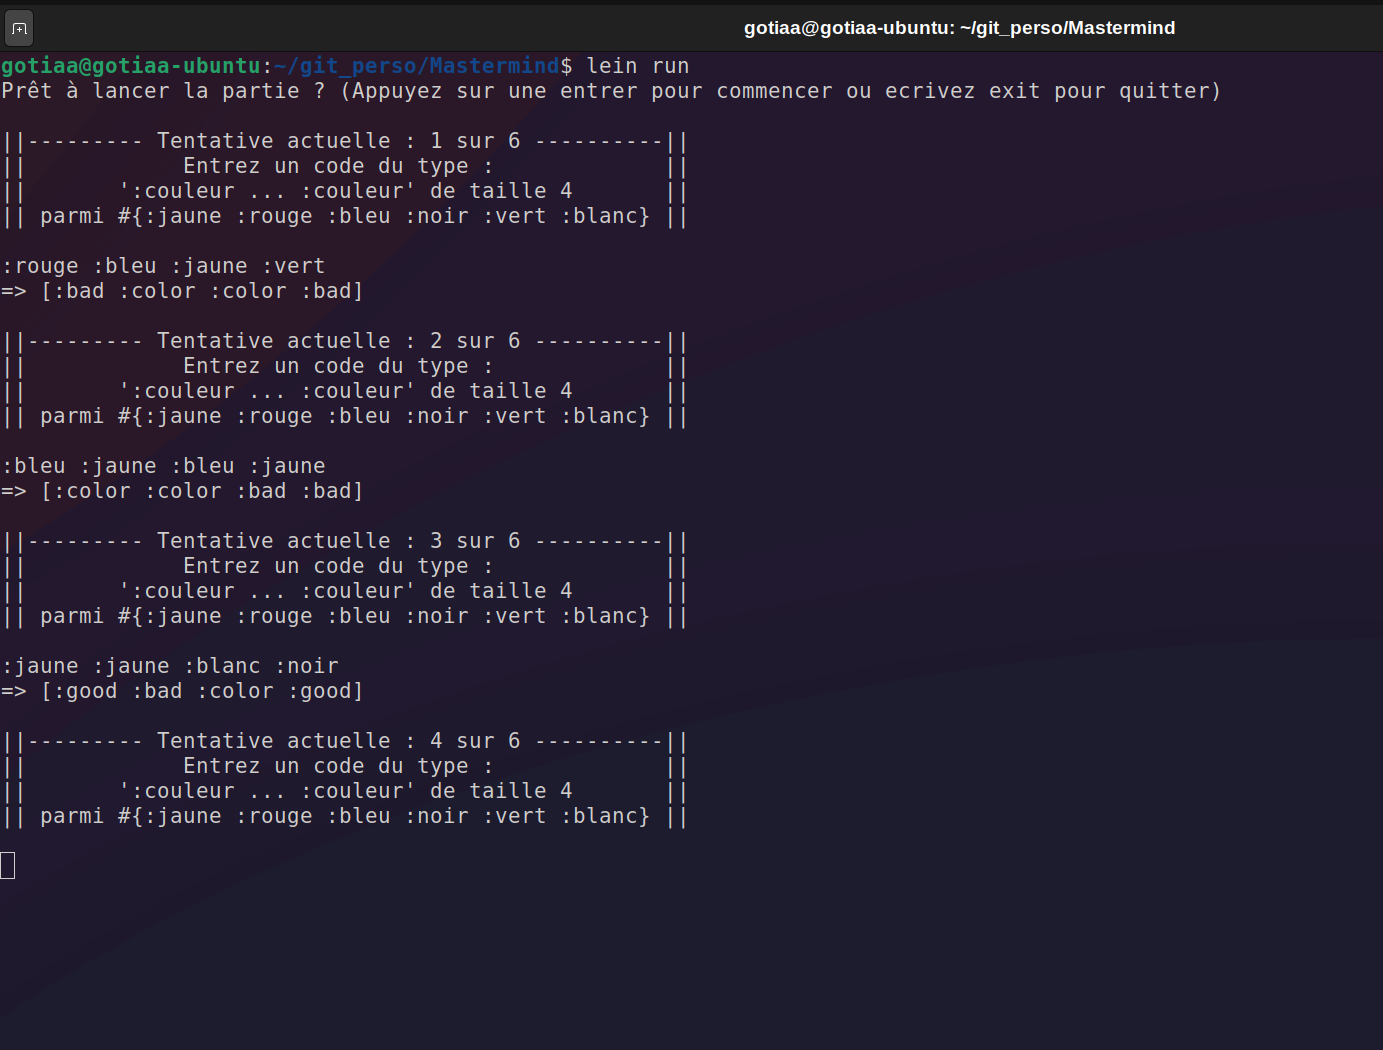 gotiaa@gotiaa-ubuntu: ~/git_perso/Mastermind
gotiaa@gotiaa-ubuntu:~/git_perso/Mastermind$ lein run
Prêt à lancer la partie ? (Appuyez sur une entrer pour commencer ou ecrivez exit pour quitter)
||--------- Tentative actuelle : 1 sur 6 ----------||
||            Entrez un code du type :             ||
||       ':couleur ... :couleur' de taille 4       ||
|| parmi #{:jaune :rouge :bleu :noir :vert :blanc} ||
:rouge :bleu :jaune :vert
=> [:bad :color :color :bad]
||--------- Tentative actuelle : 2 sur 6 ----------||
||            Entrez un code du type :             ||
||       ':couleur ... :couleur' de taille 4       ||
|| parmi #{:jaune :rouge :bleu :noir :vert :blanc} ||
:bleu :jaune :bleu :jaune
=> [:color :color :bad :bad]
||--------- Tentative actuelle : 3 sur 6 ----------||
||            Entrez un code du type :             ||
||       ':couleur ... :couleur' de taille 4       ||
|| parmi #{:jaune :rouge :bleu :noir :vert :blanc} ||
:jaune :jaune :blanc :noir
=> [:good :bad :color :good]
||--------- Tentative actuelle : 4 sur 6 ----------||
||            Entrez un code du type :             ||
||       ':couleur ... :couleur' de taille 4       ||
|| parmi #{:jaune :rouge :bleu :noir :vert :blanc} ||